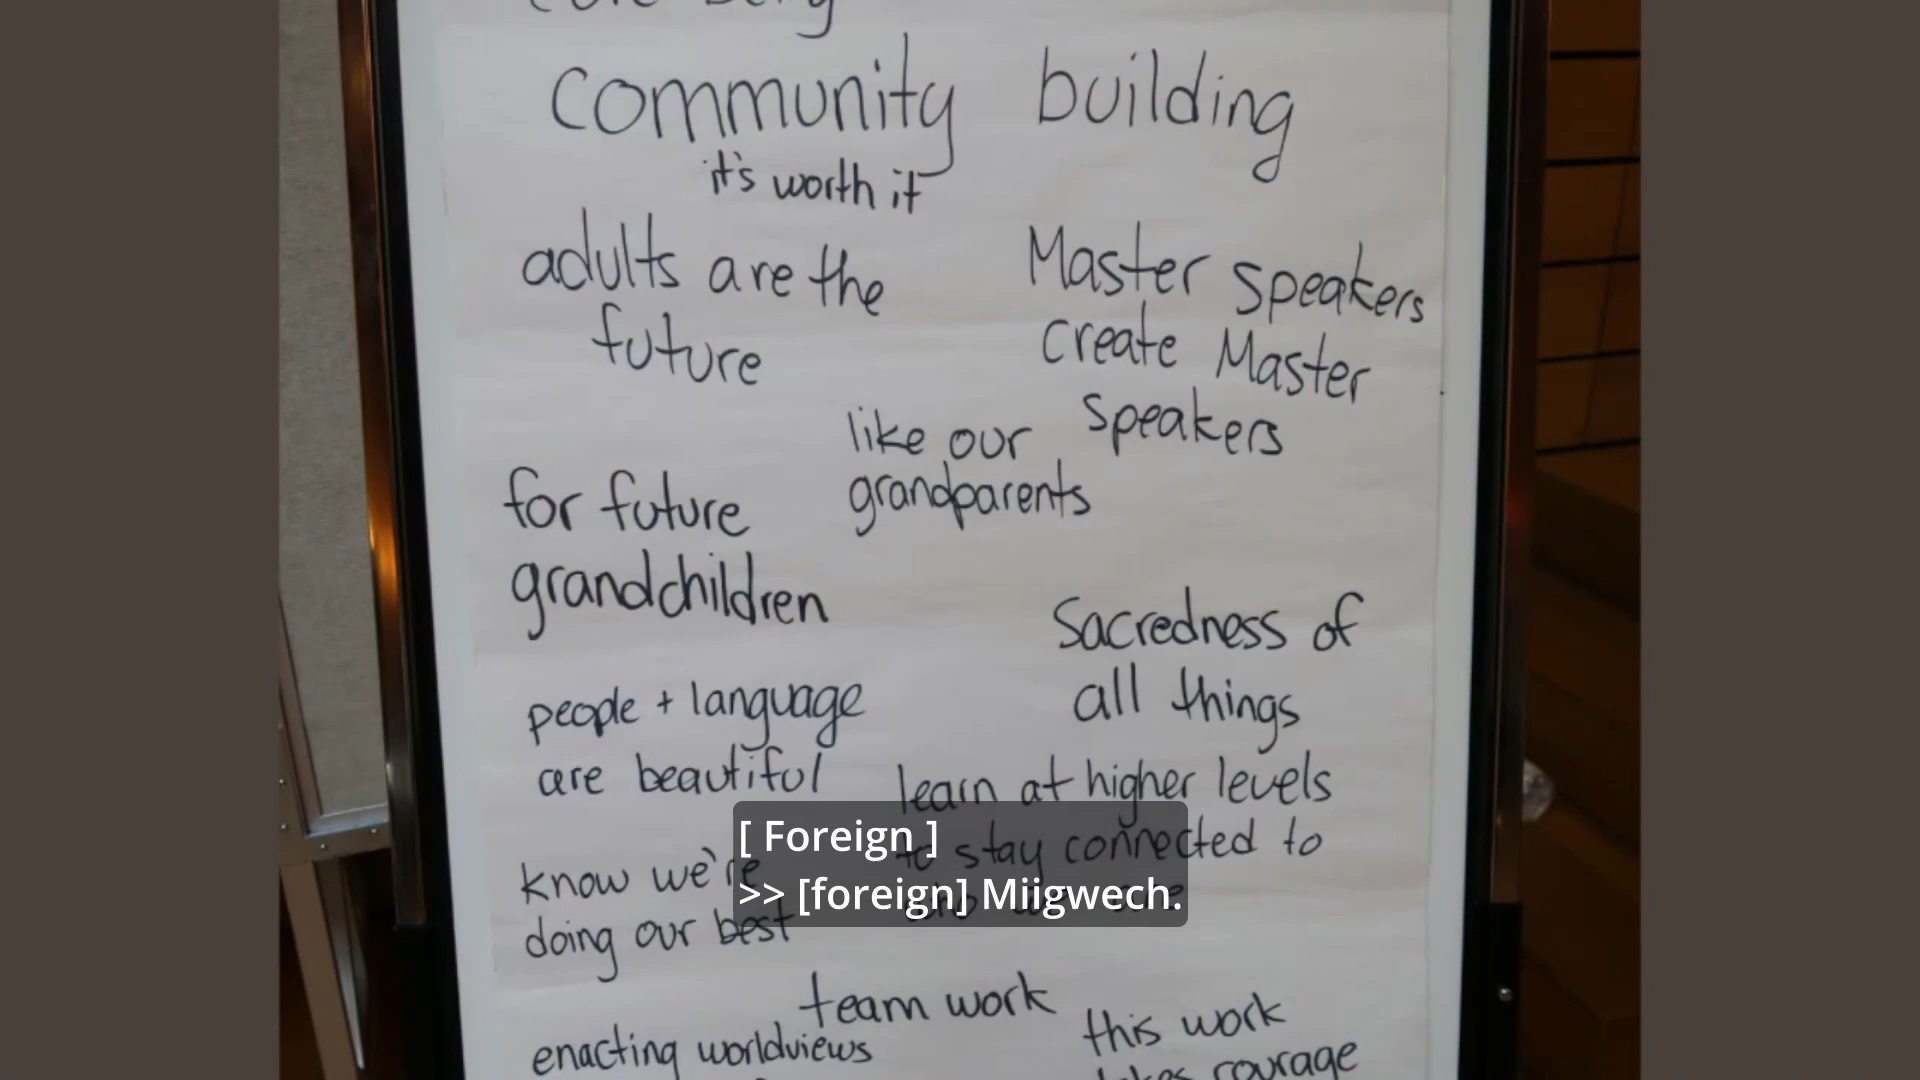 community building
it's worth it
adults are the
future
Master speakers
create Master
speakers
like our
grandparents
for future
grandchildren
Sacredness of
all things
people + language
are beautiful
learn at higher levels
to stay connected to
know we're
doing our best
[ Foreign ]
>> [foreign] Miigwech.
team work
this work
takes courage
enacting worldviews